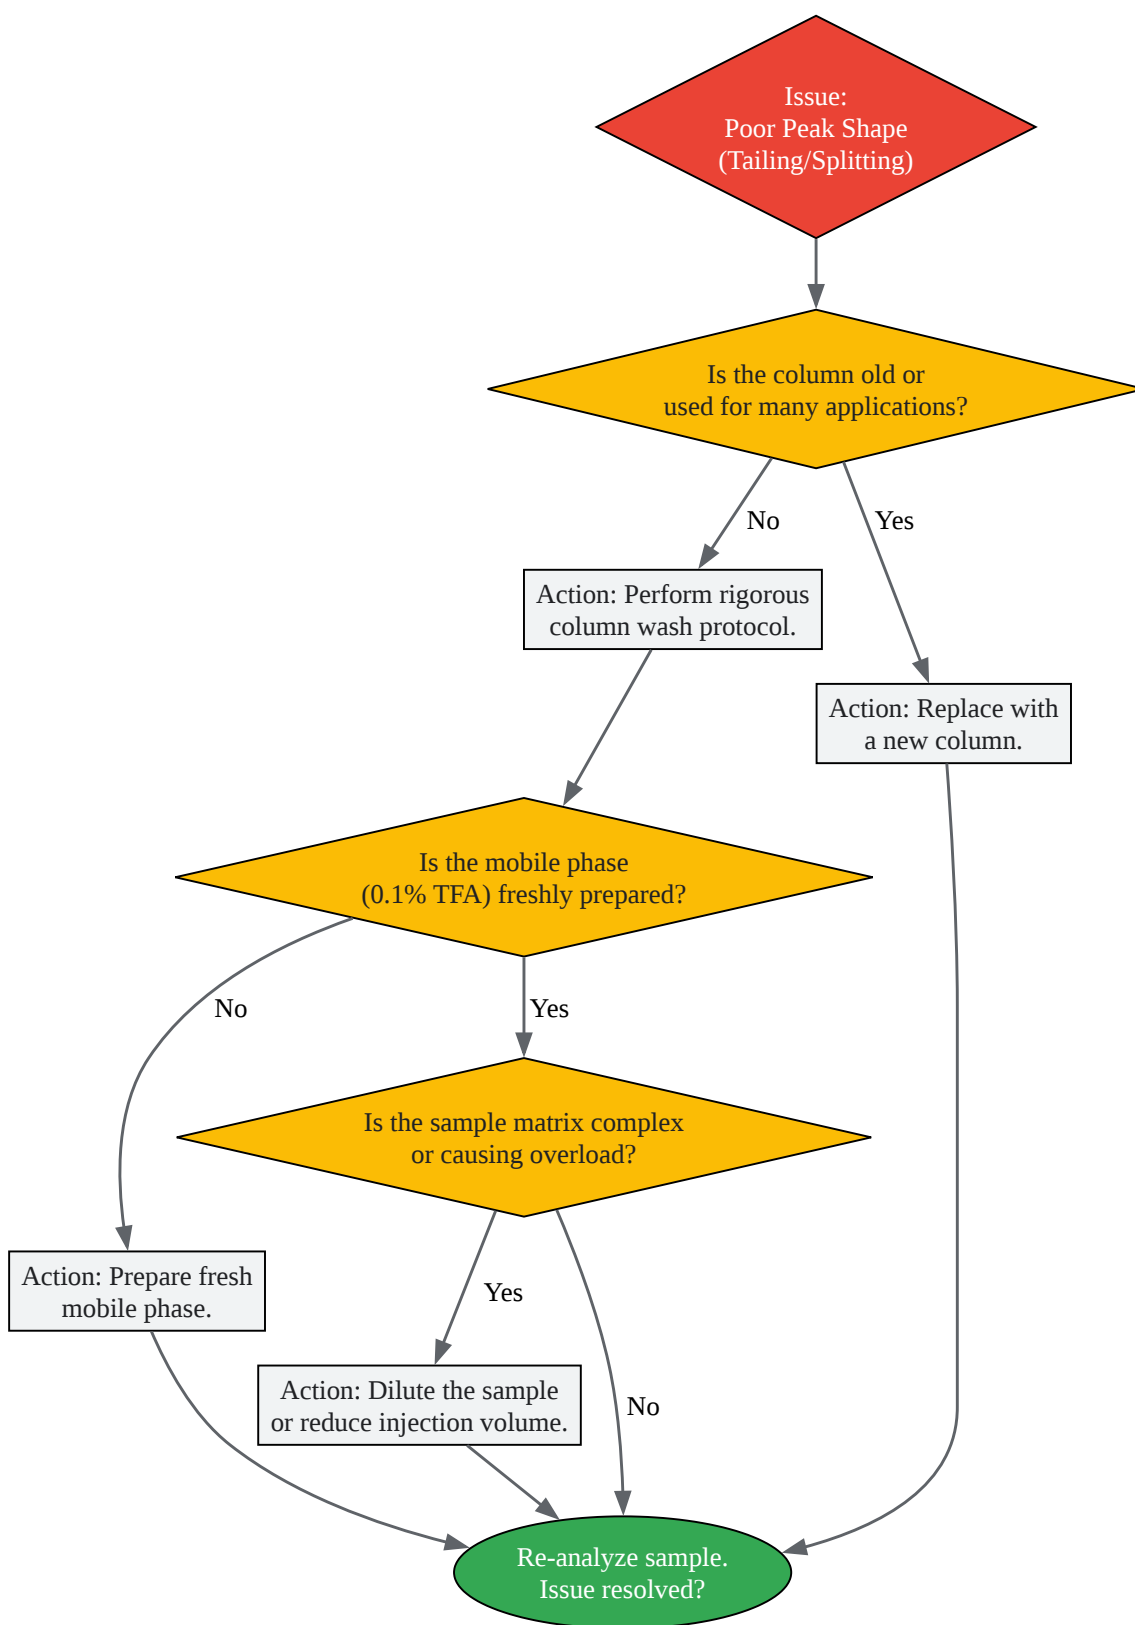 Issue:
Poor Peak Shape
(Tailing/Splitting)
Is the column old or
used for many applications?
No
Yes
Action: Perform rigorous
column wash protocol.
Action: Replace with
a new column.
Is the mobile phase
(0.1% TFA) freshly prepared?
No
Yes
Is the sample matrix complex
or causing overload?
Action: Prepare fresh
mobile phase.
Yes
Action: Dilute the sample
or reduce injection volume.
No
Re-analyze sample.
Issue resolved?